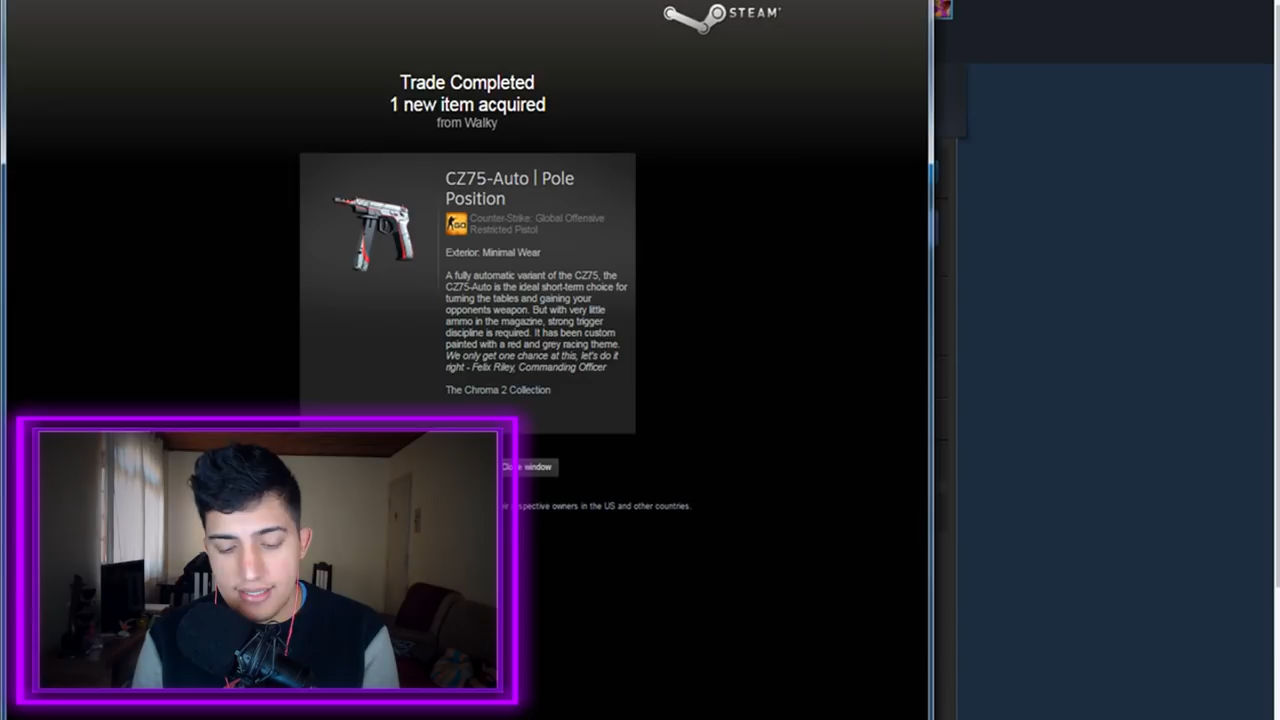 STEAM
Trade Completed
1 new item acquired
from Walky
CZ75-Auto | Pole
Position
Counter-Strike: Global Offensive
Restricted Pistol
Exterior: Minimal Wear
A fully automatic variant of the CZ75, the
CZ75-Auto is the ideal short-term choice for
turning the tables and gaining your
opponents weapon. But with very little
ammo in the magazine, strong trigger
discipline is required. It has been custom
painted with a red and grey racing theme.
We only get one chance at this, let's do it
right - Felix Riley, Commanding Officer
The Chroma 2 Collection
window
respective owners in the US and other countries.